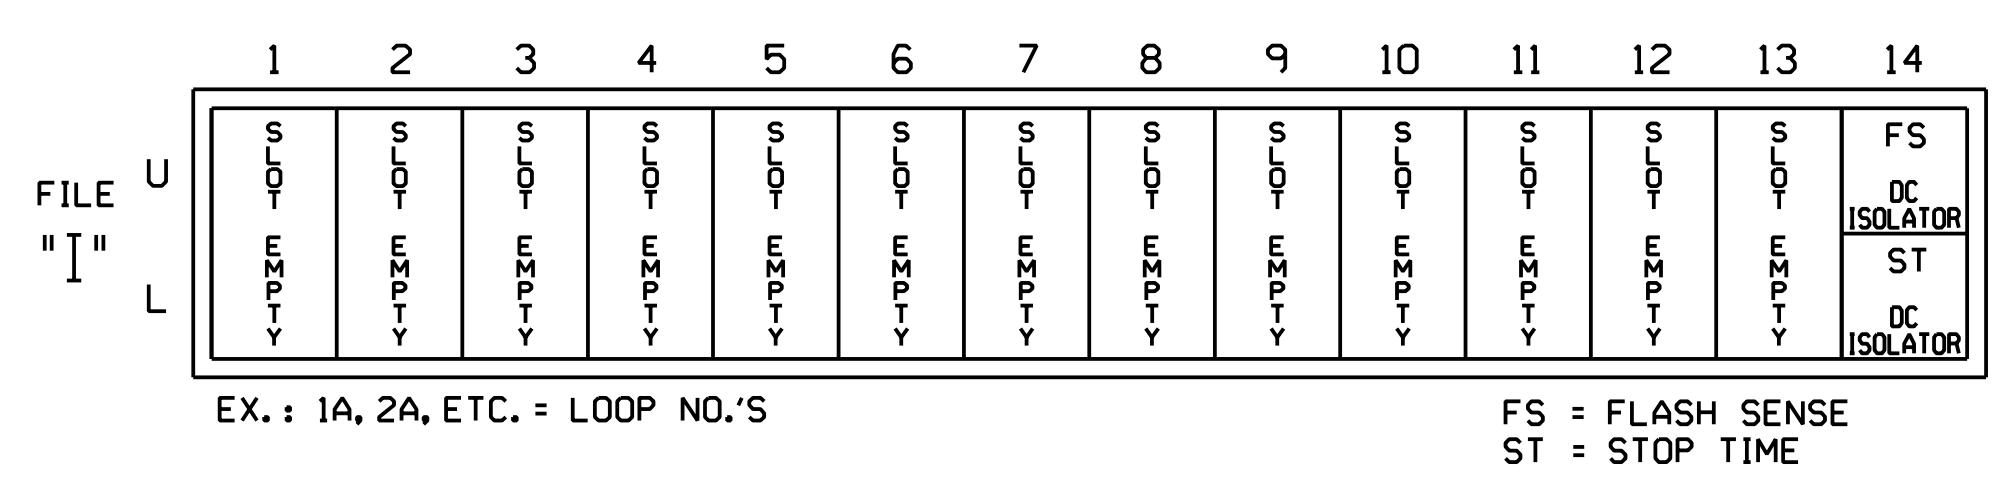 1 2 3 4 5 6 7 8 9 10 11 12 13 14
FILE
"I"
U
L
SLOT EMPTY
SLOT EMPTY
SLOT EMPTY
SLOT EMPTY
SLOT EMPTY
SLOT EMPTY
SLOT EMPTY
SLOT EMPTY
SLOT EMPTY
SLOT EMPTY
SLOT EMPTY
SLOT EMPTY
SLOT EMPTY
FS
DC
ISOLATOR
ST
DC
ISOLATOR
EX.: 1A, 2A, ETC. = LOOP NO.'S
FS = FLASH SENSE
ST = STOP TIME